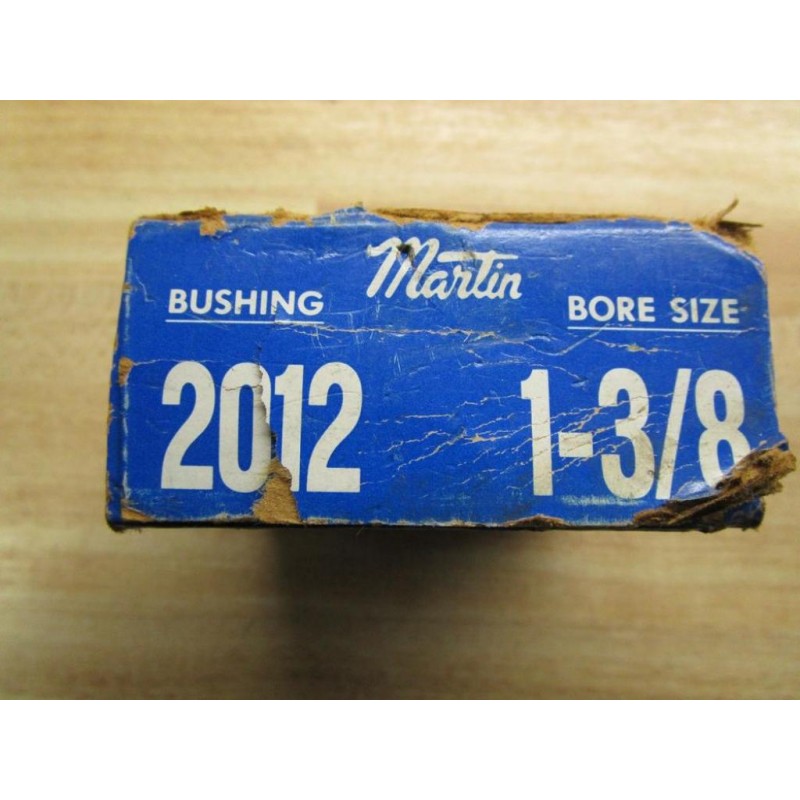 Martin
BUSHING
BORE SIZE
2012
1-3/8